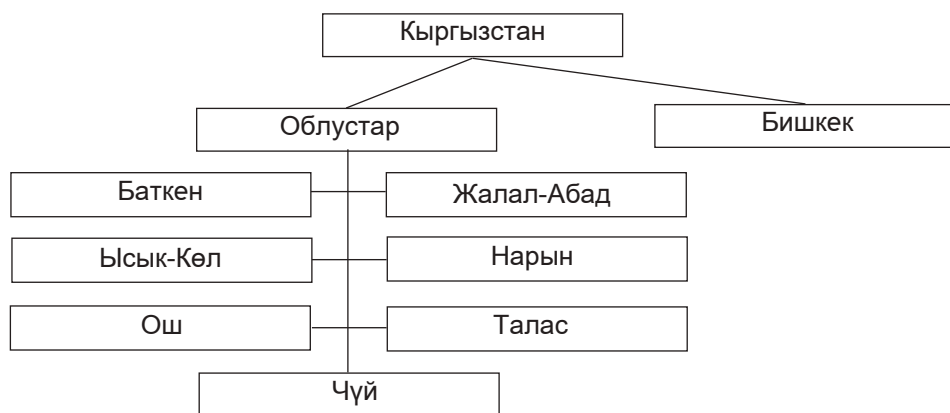 Кыргызстан
Облустар
Бишкек
Баткен
Жалал-Абад
Ысык-Көл
Нарын
Ош
Талас
Чүй